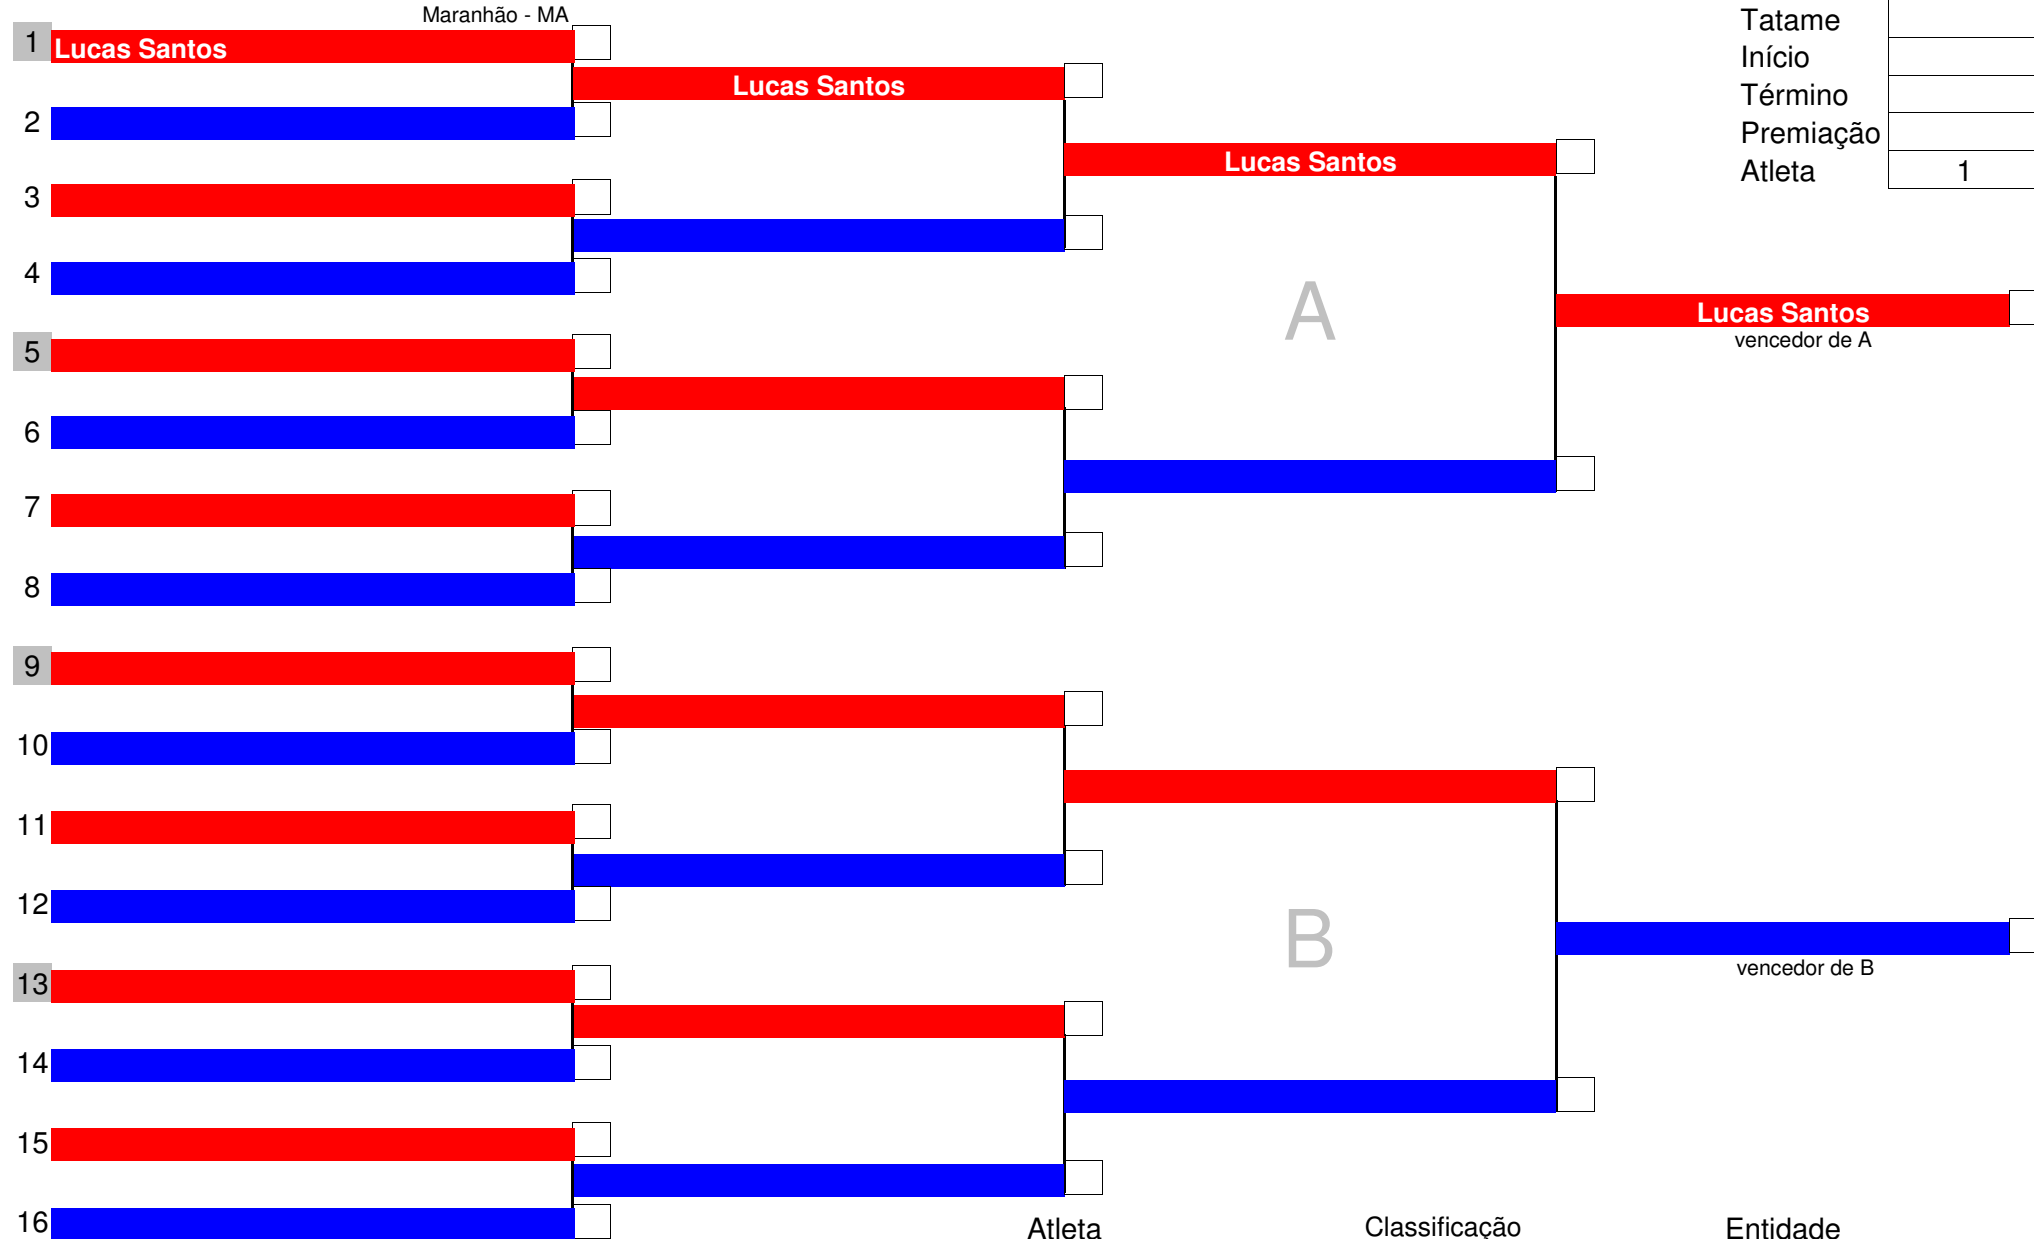 Maranhão - MA
Tatame
Início
Término
Premiação
Atleta 1
1 Lucas Santos
Lucas Santos
2
Lucas Santos
3
4
A
Lucas Santos
vencedor de A
5
6
7
8
9
10
11
12
B
vencedor de B
13
14
15
16
Atleta Classificação Entidade